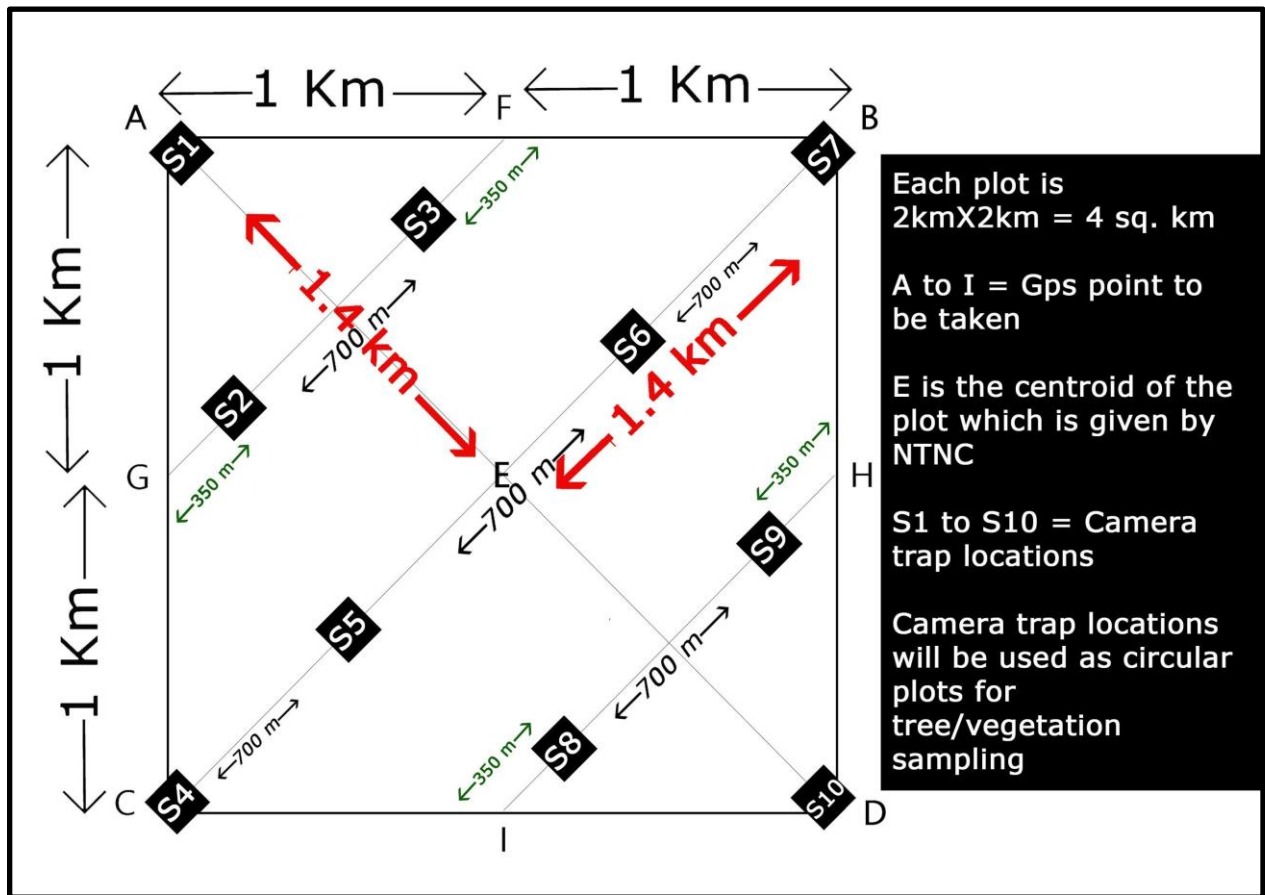 1 Km
1 Km
A
F
B
S1
S7
1 Km
350 m
S3
1.4 km
700 m
700 m
S6
1.4 km
S2
G
350 m
E
700 m
350 m
H
S9
1 Km
S5
700 m
700 m
350 m
S8
C
S4
S10
D
I
Each plot is
2kmX2km = 4 sq. km
A to I = Gps point to
be taken
E is the centroid of the
plot which is given by
NTNC
S1 to S10 = Camera
trap locations
Camera trap locations
will be used as circular
plots for
tree/vegetation
sampling